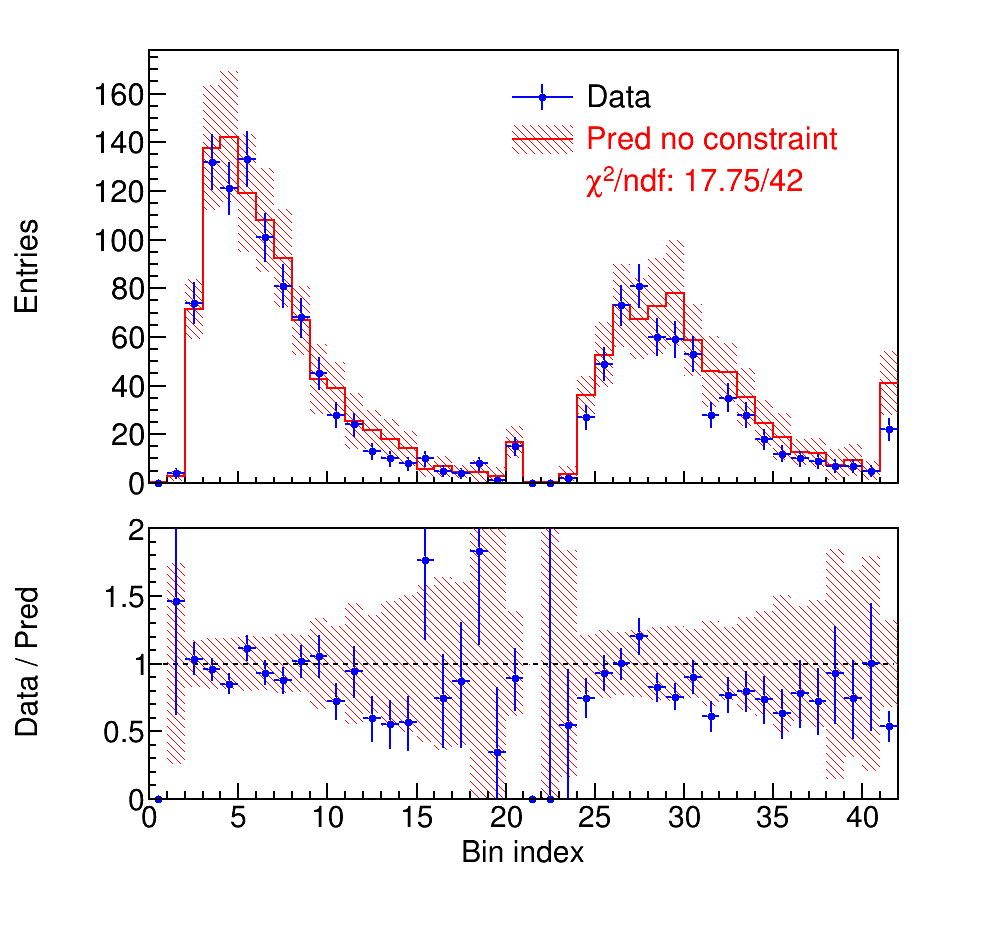 160
140
120
100
80
60
40
20
0
Entries
Data
Pred no constraint
χ²/ndf: 17.75/42
2
1.5
1
0.5
0
Data / Pred
0 5 10 15 20 25 30 35 40
Bin index